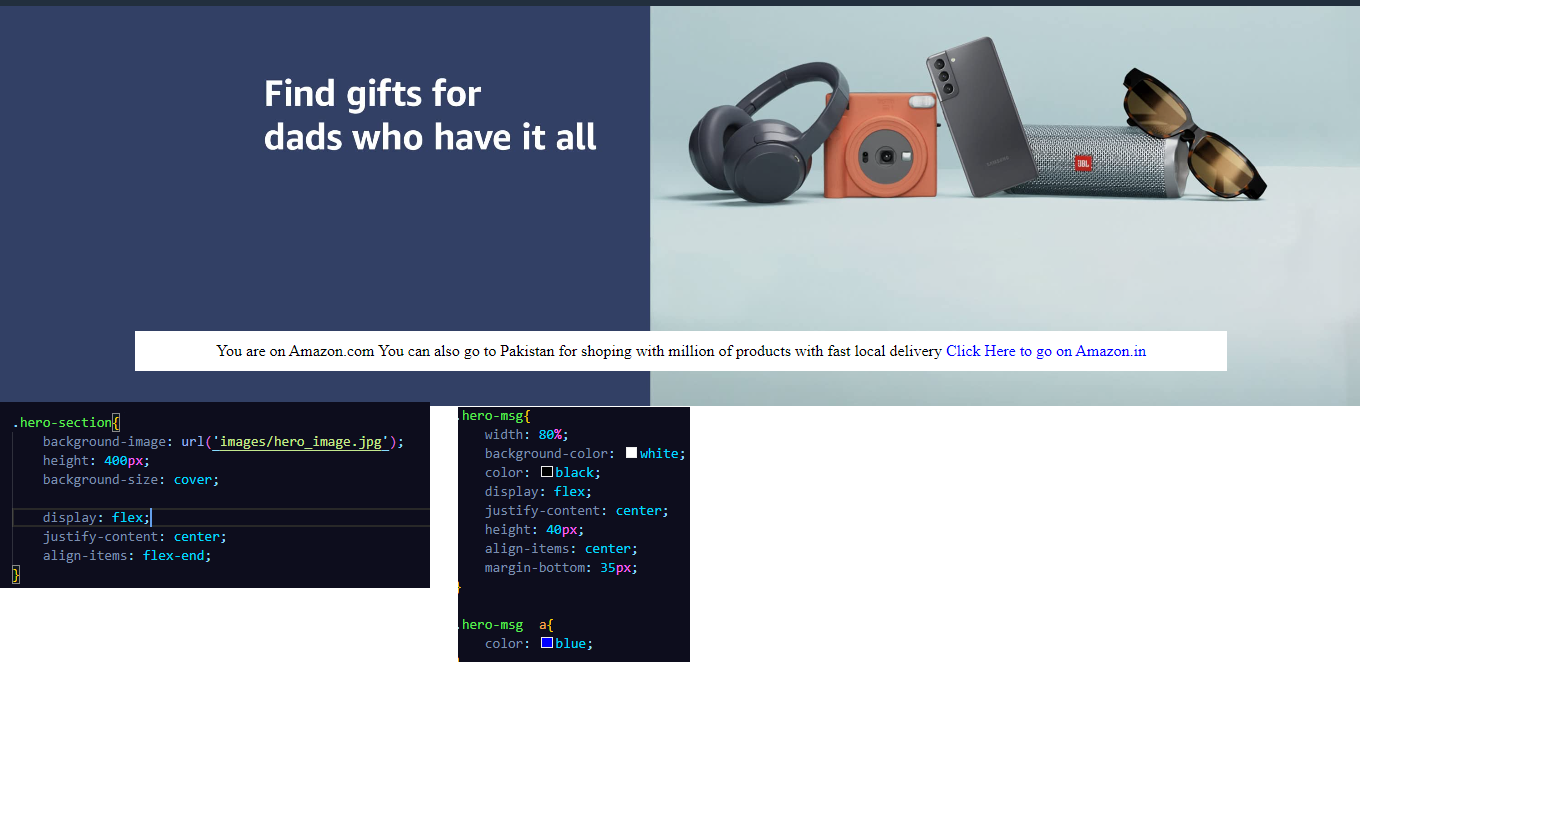 Find gifts for
dads who have it all
SAMSUNG
JBL
You are on Amazon.com You can also go to Pakistan for shoping with million of products with fast local delivery Click Here to go on Amazon.in
.hero-section{
background-image: url('images/hero_image.jpg');
height: 400px;
background-size: cover;
display: flex;
justify-content: center;
align-items: flex-end;
}
.hero-msg{
width: 80%;
background-color: white;
color: black;
display: flex;
justify-content: center;
height: 40px;
align-items: center;
margin-bottom: 35px;
}
.hero-msg a{
color: blue;